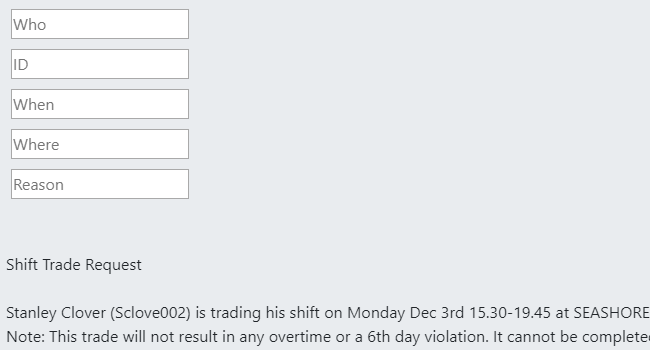 Who
ID
When
Where
Reason
Shift Trade Request
Stanley Clover (Sclove002) is trading his shift on Monday Dec 3rd 15.30-19.45 at SEASHORE
Note: This trade will not result in any overtime or a 6th day violation. It cannot be